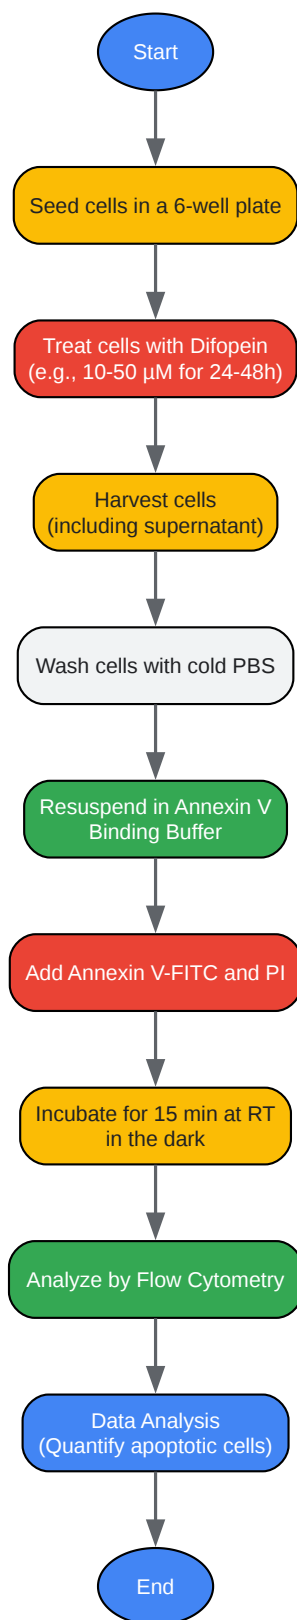 Start
Seed cells in a 6-well plate
Treat cells with Difopein
(e.g., 10-50 µM for 24-48h)
Harvest cells
(including supernatant)
Wash cells with cold PBS
Resuspend in Annexin V
Binding Buffer
Add Annexin V-FITC and PI
Incubate for 15 min at RT
in the dark
Analyze by Flow Cytometry
Data Analysis
(Quantify apoptotic cells)
End